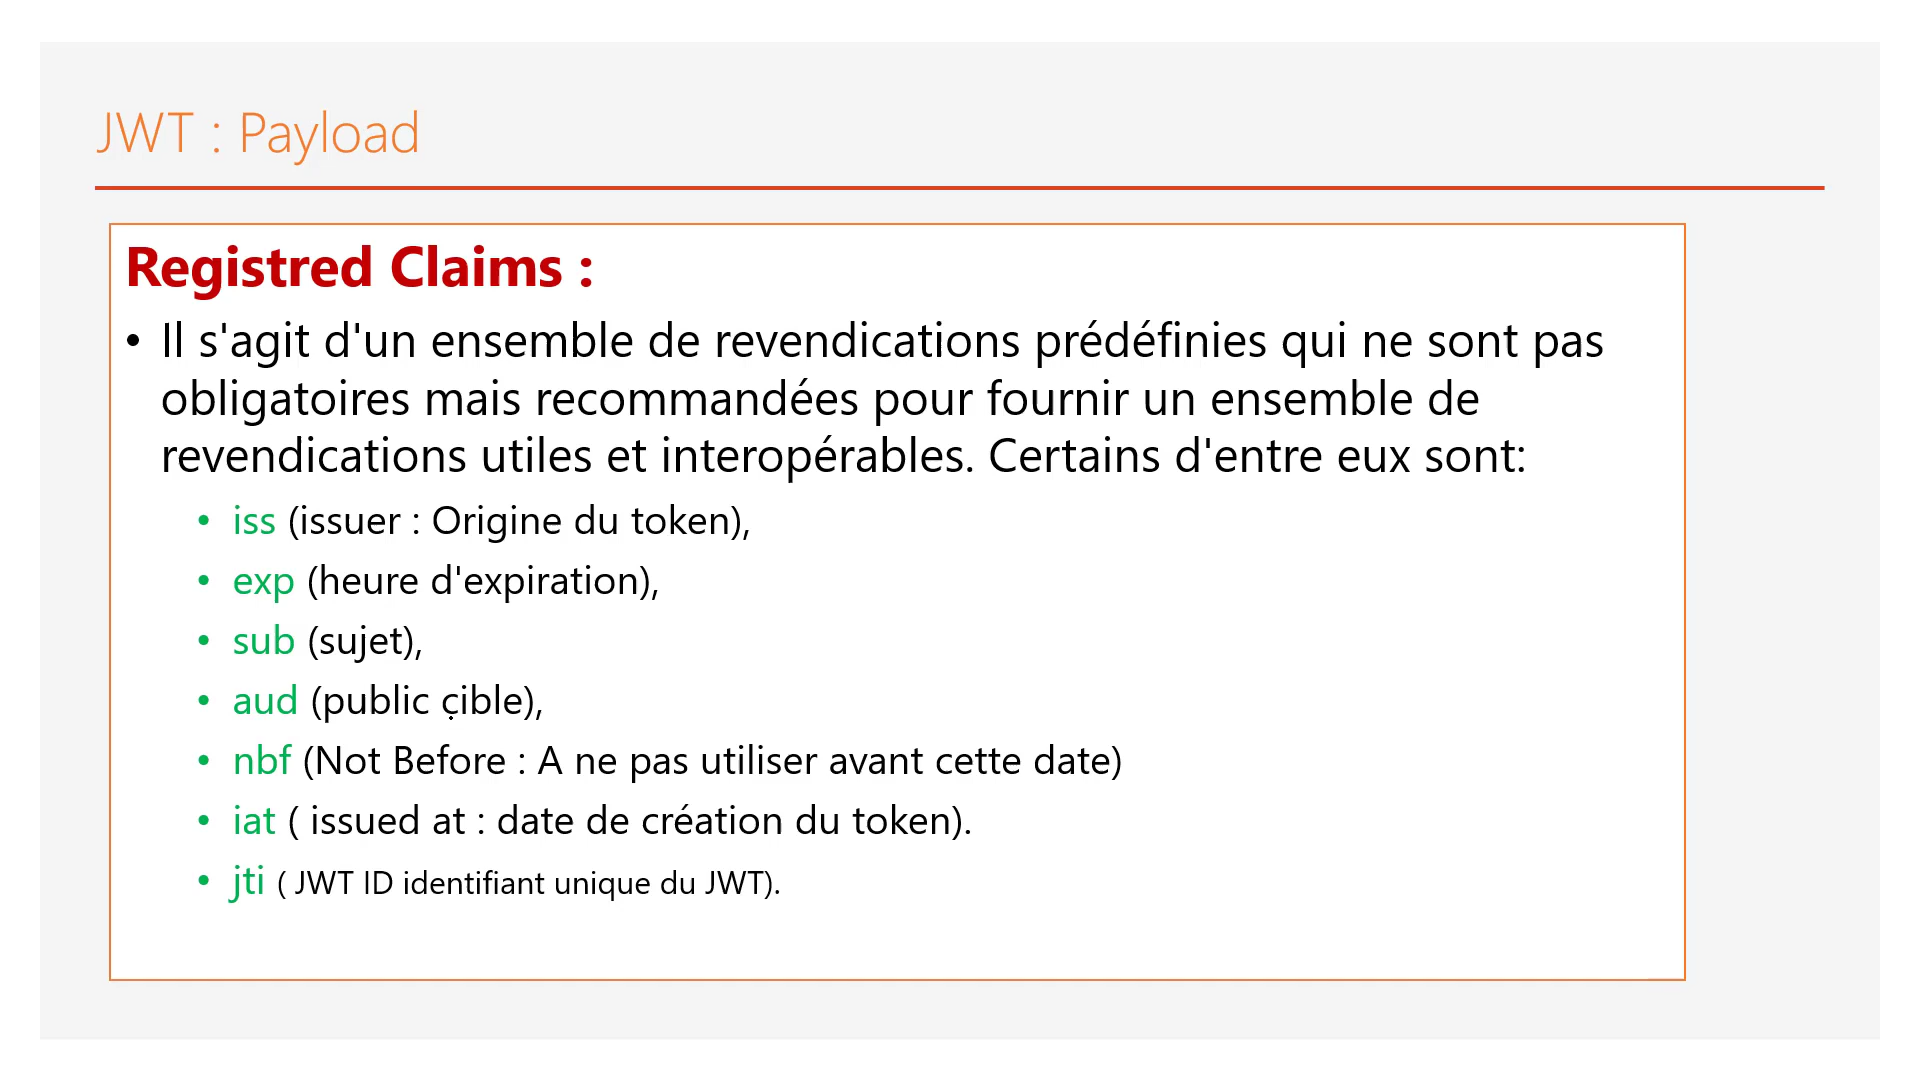 JWT : Payload
Registred Claims :
• Il s'agit d'un ensemble de revendications prédéfinies qui ne sont pas
obligatoires mais recommandées pour fournir un ensemble de
revendications utiles et interopérables. Certains d'entre eux sont:
• iss (issuer : Origine du token),
• exp (heure d'expiration),
• sub (sujet),
• aud (public cible),
• nbf (Not Before : A ne pas utiliser avant cette date)
• iat ( issued at : date de création du token).
• jti ( JWT ID identifiant unique du JWT).